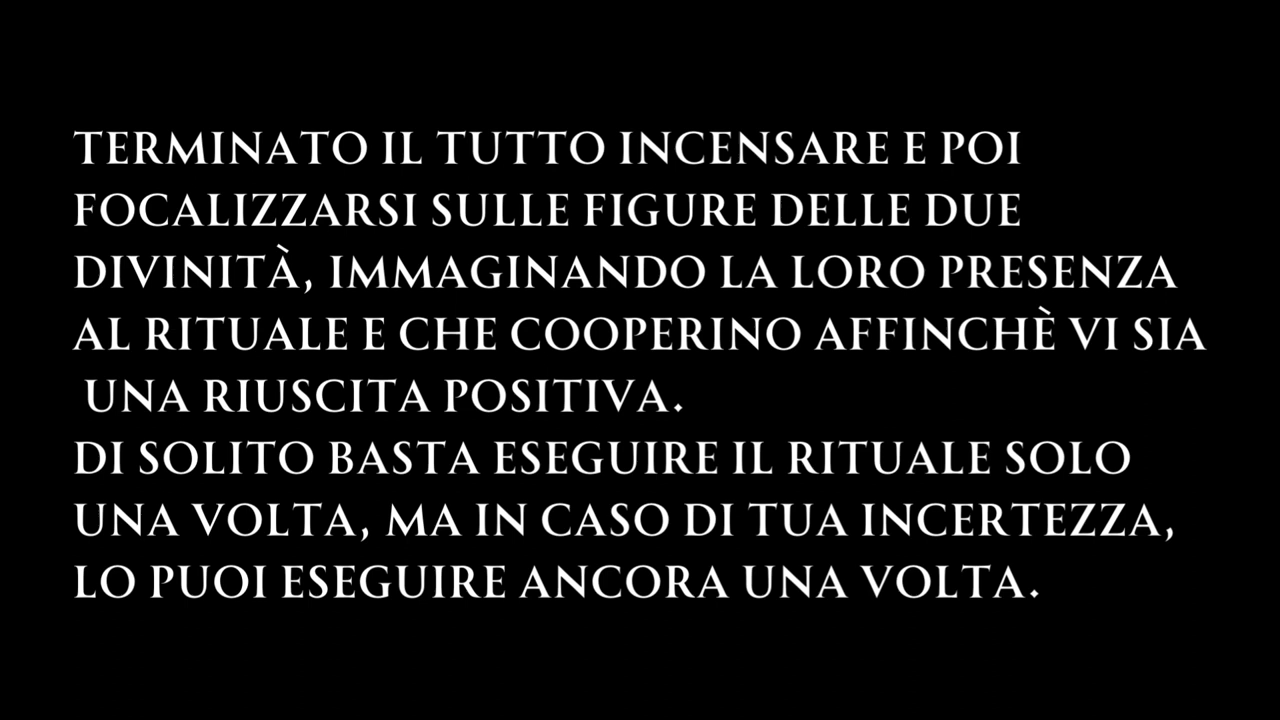 TERMINATO IL TUTTO INCENSARE E POI
FOCALIZZARSI SULLE FIGURE DELLE DUE
DIVINITÀ, IMMAGINANDO LA LORO PRESENZA
AL RITUALE E CHE COOPERINO AFFINCHÈ VI SIA
UNA RIUSCITA POSITIVA.
DI SOLITO BASTA ESEGUIRE IL RITUALE SOLO
UNA VOLTA, MA IN CASO DI TUA INCERTEZZA,
LO PUOI ESEGUIRE ANCORA UNA VOLTA.